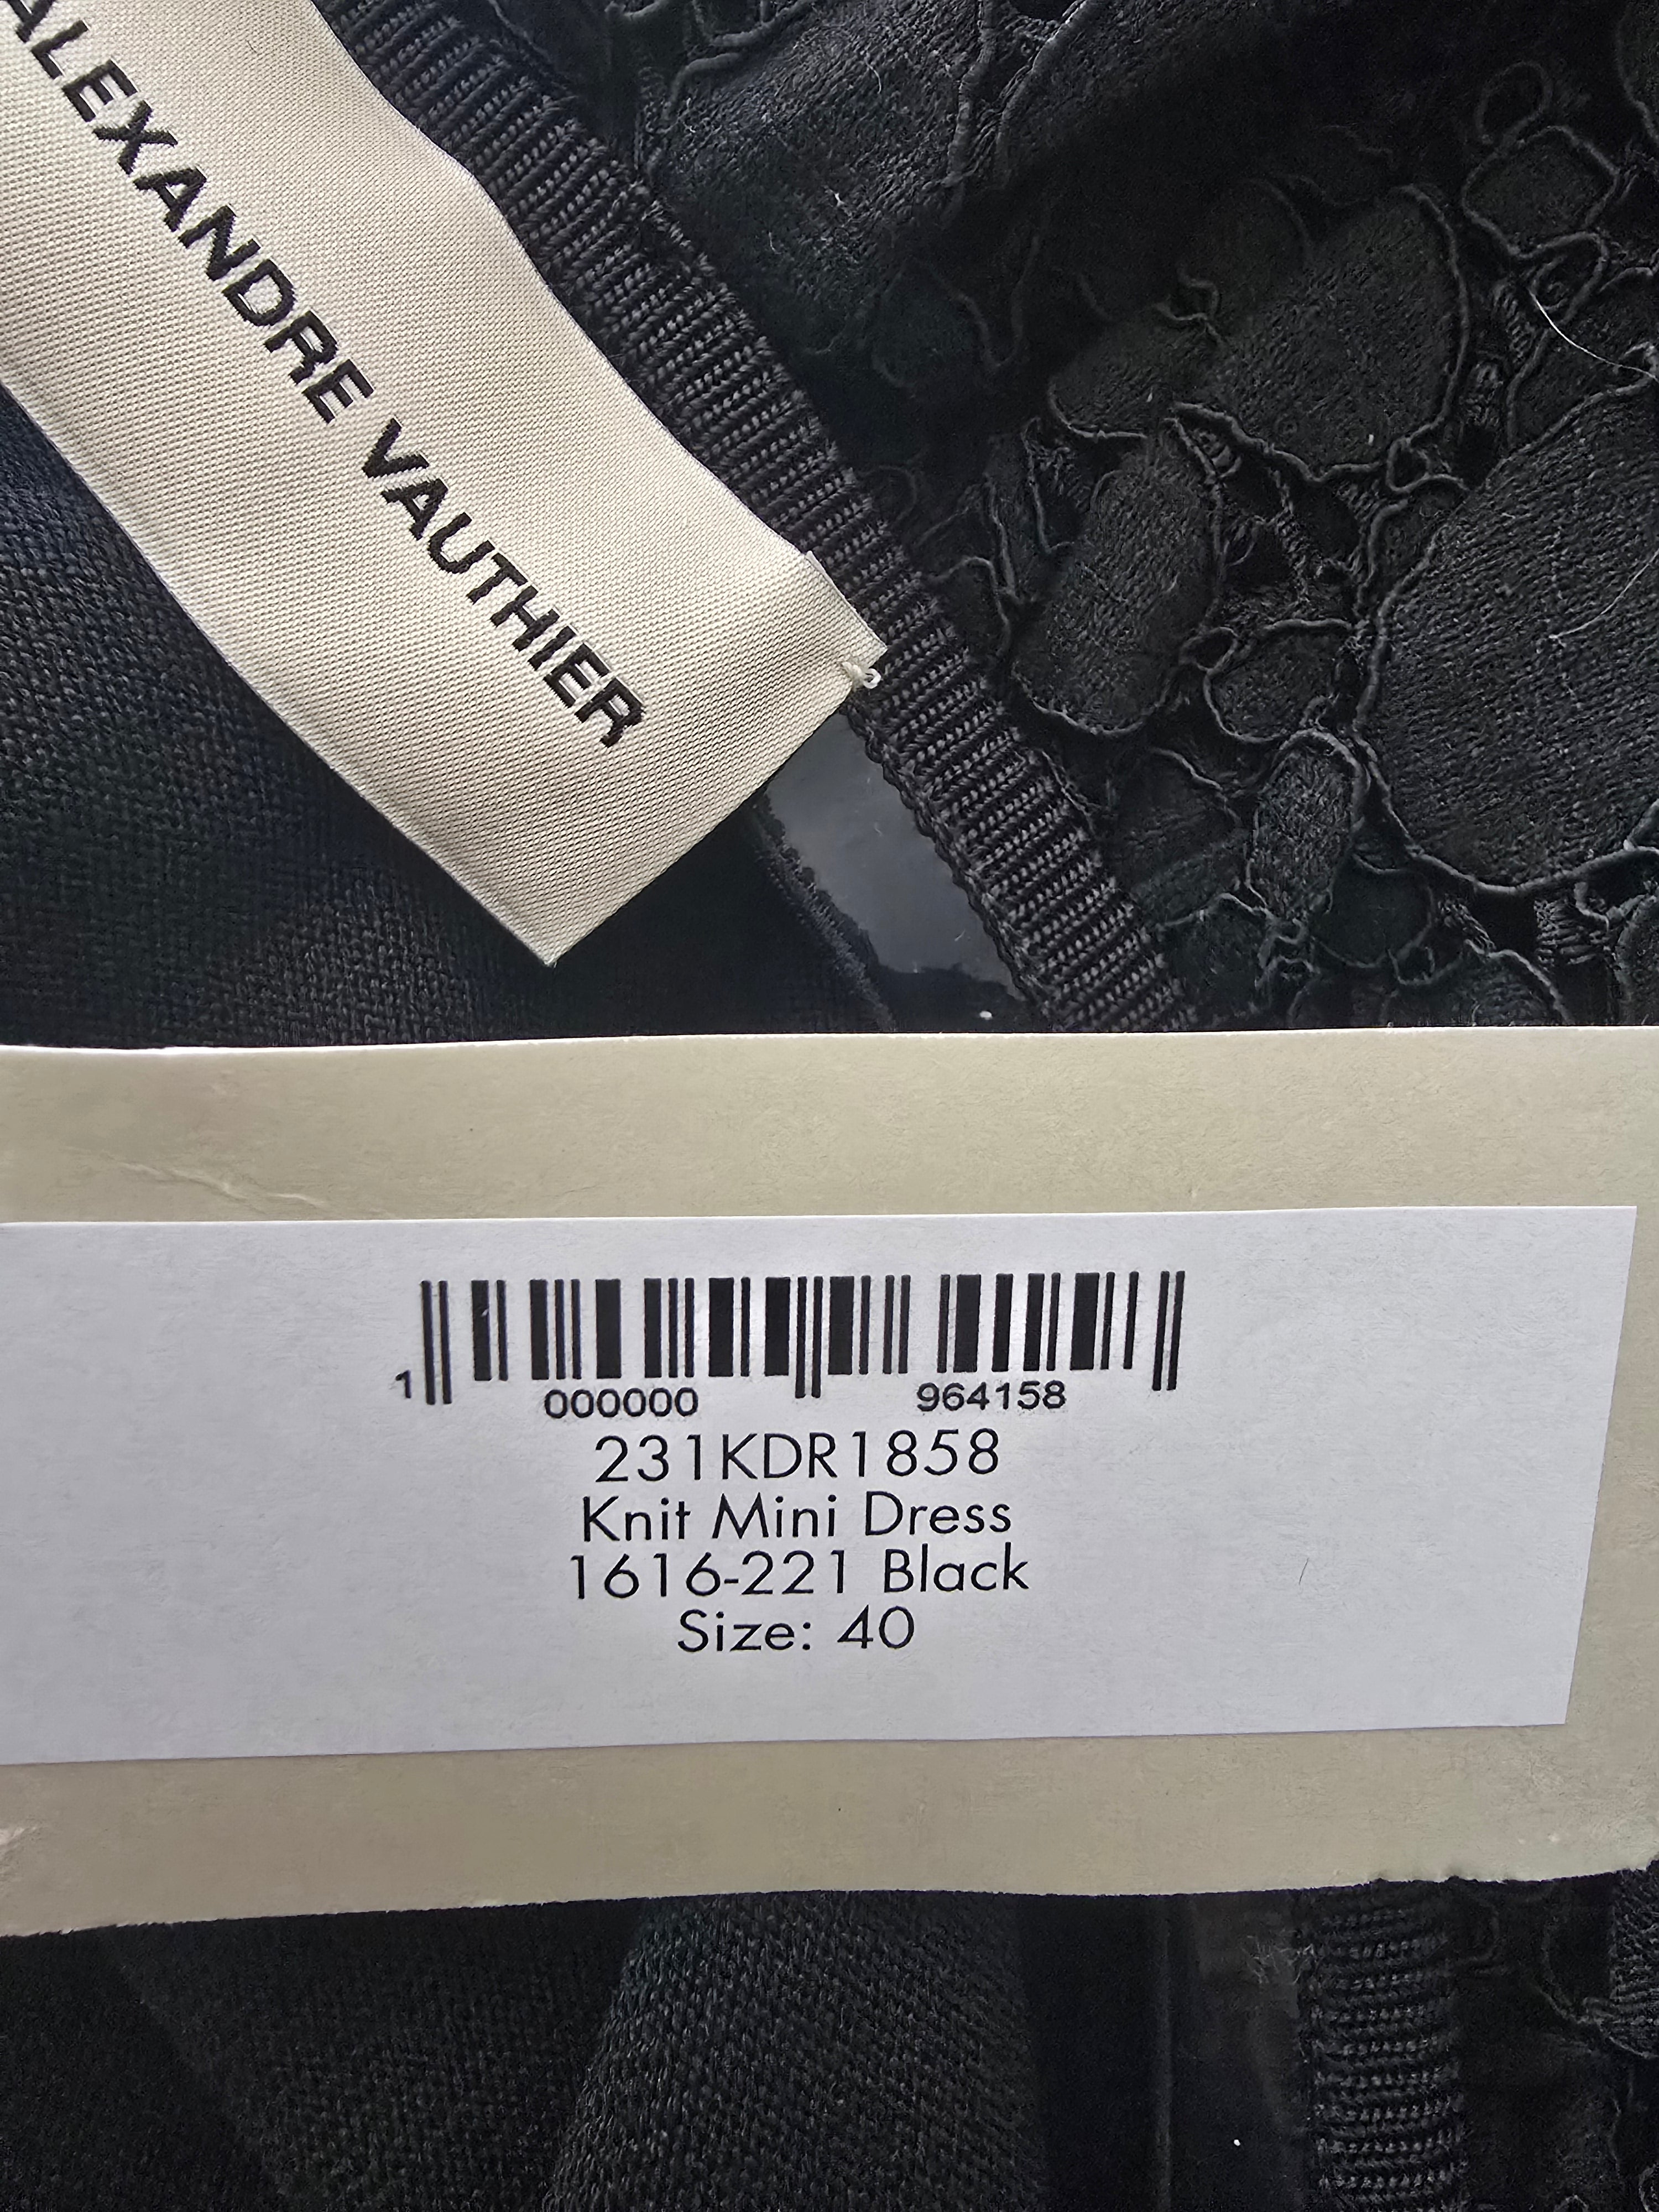 ALEXANDRE VAUTHIER
1 000000 964158
231KDR1858
Knit Mini Dress
1616-221 Black
Size: 40